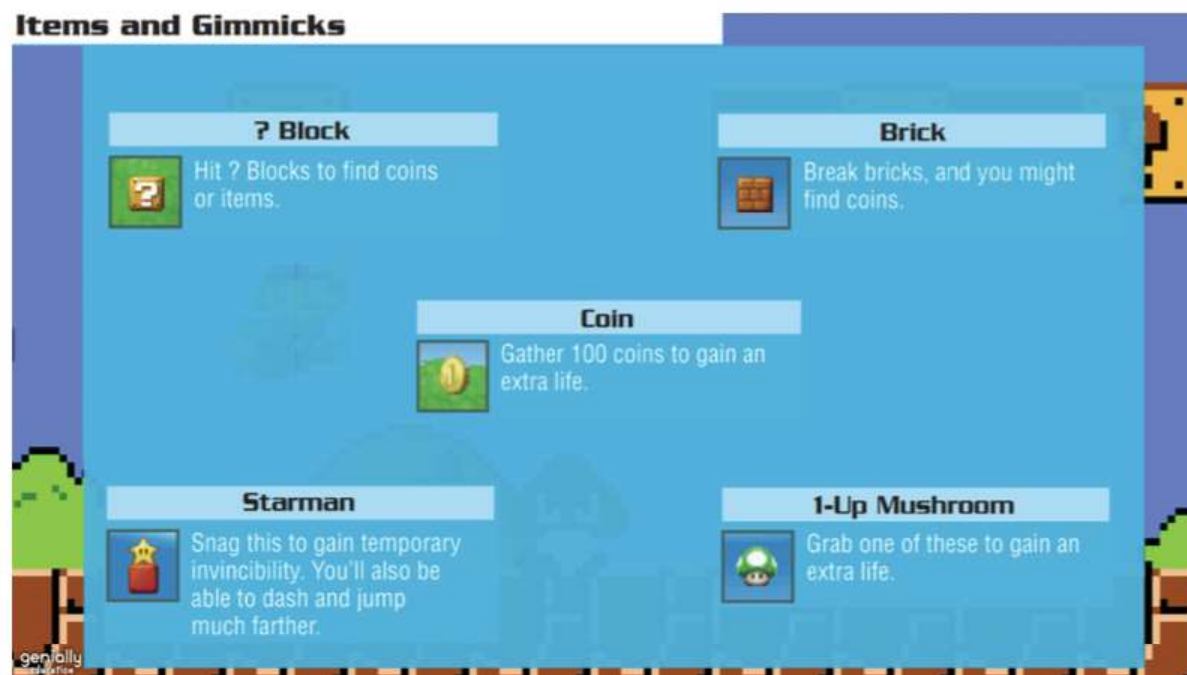 Items and Gimmicks
? Block
Hit ? Blocks to find coins
or items.
Brick
Break bricks, and you might
find coins.
Coin
Gather 100 coins to gain an
extra life.
Starman
Snag this to gain temporary
invincibility. You'll also be
able to dash and jump
much farther.
1-Up Mushroom
Grab one of these to gain an
extra life.
genially
education